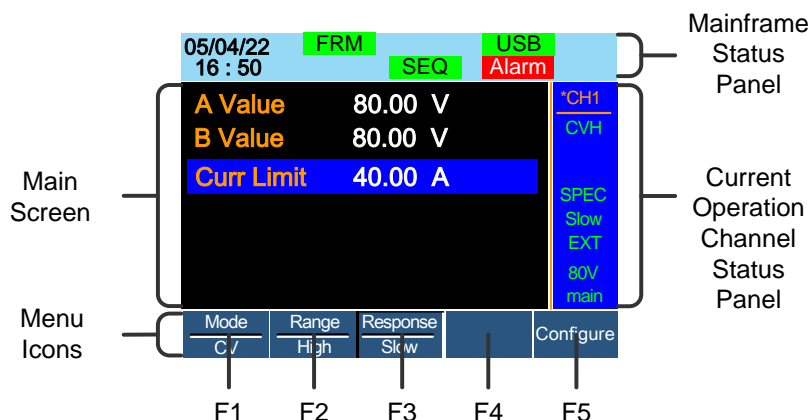 Mainframe
Status
Panel
05/04/22 FRM USB
16 : 50 SEQ Alarm
A Value 80.00 V
B Value 80.00 V
Curr Limit 40.00 A
*CH1
CVH
SPEC
Slow
EXT
80V
main
Main
Screen
Current
Operation
Channel
Status
Panel
Menu
Icons
Mode Range Response Configure
CV High Slow
F1 F2 F3 F4 F5